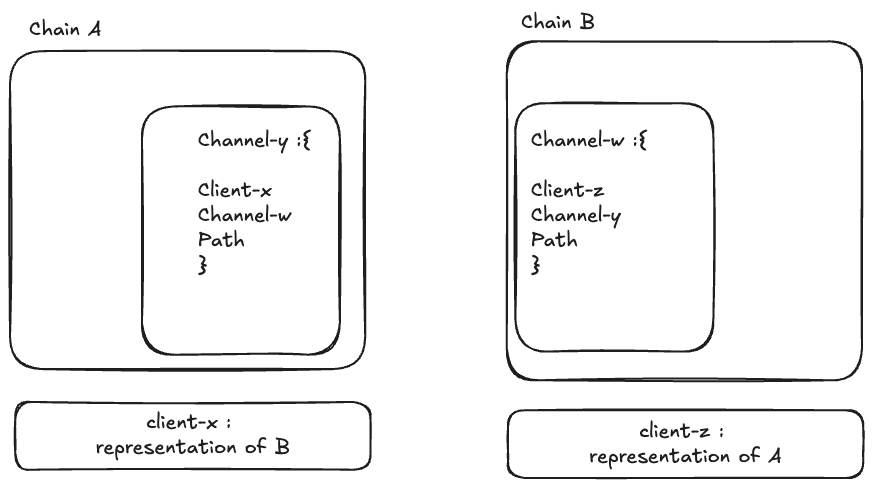 Chain A
Channel-y :{
Client-x
Channel-w
Path
}
client-x :
representation of B
Chain B
Channel-w :{
Client-z
Channel-y
Path
}
client-z :
representation of A